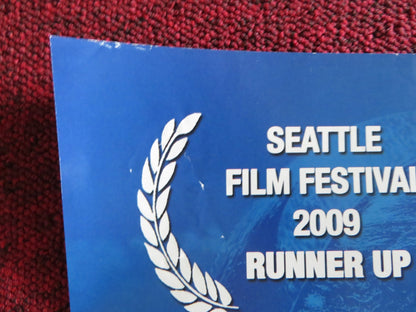 SEATTLE
FILM FESTIVAL
2009
RUNNER UP